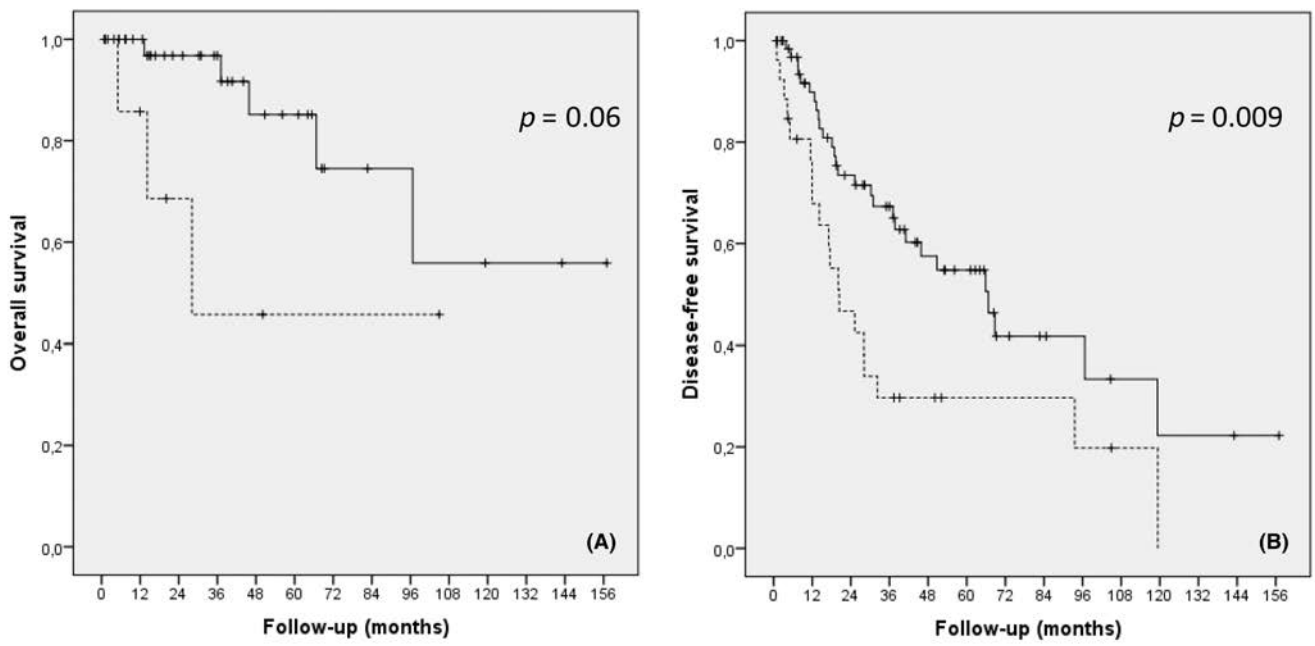 1,0
0,8
0,6
0,4
0,2
0,0
Overall survival
p = 0.06
(A)
0 12 24 36 48 60 72 84 96 108 120 132 144 156
Follow-up (months)
1,0
0,8
0,6
0,4
0,2
0,0
Disease-free survival
p = 0.009
(B)
0 12 24 36 48 60 72 84 96 108 120 132 144 156
Follow-up (months)